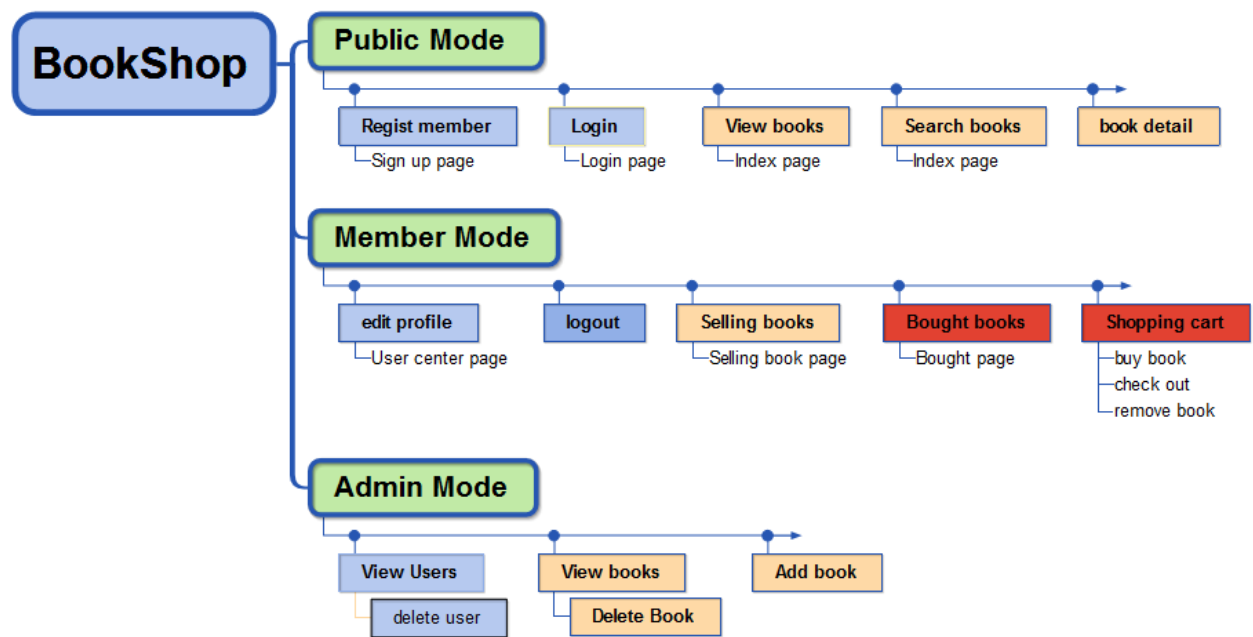 BookShop
Public Mode
Regist member
Login
View books
Search books
book detail
Sign up page
Login page
Index page
Index page
Member Mode
edit profile
logout
Selling books
Bought books
Shopping cart
User center page
Selling book page
Bought page
buy book
check out
remove book
Admin Mode
View Users
View books
Add book
delete user
Delete Book